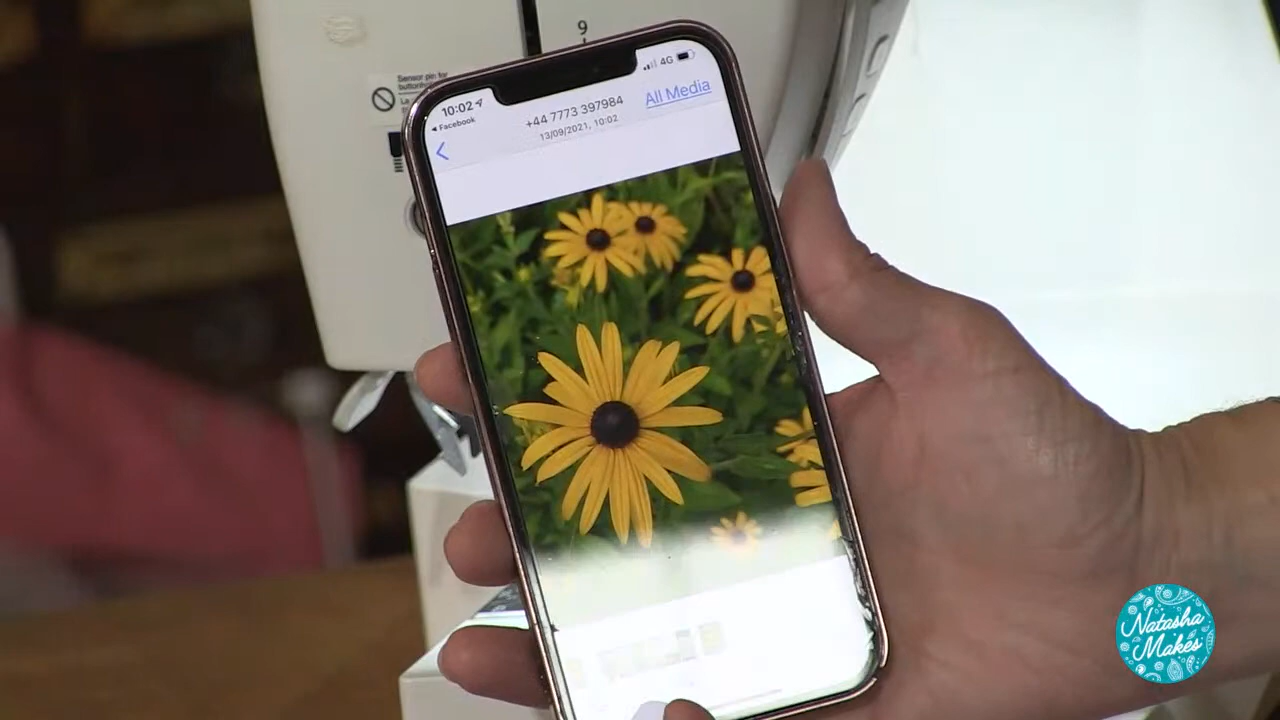 9
Sensor pin for
10:02
4G
Facebook
+44 7773 397984
All Media
13/09/2021, 10:02
Natasha
Makes